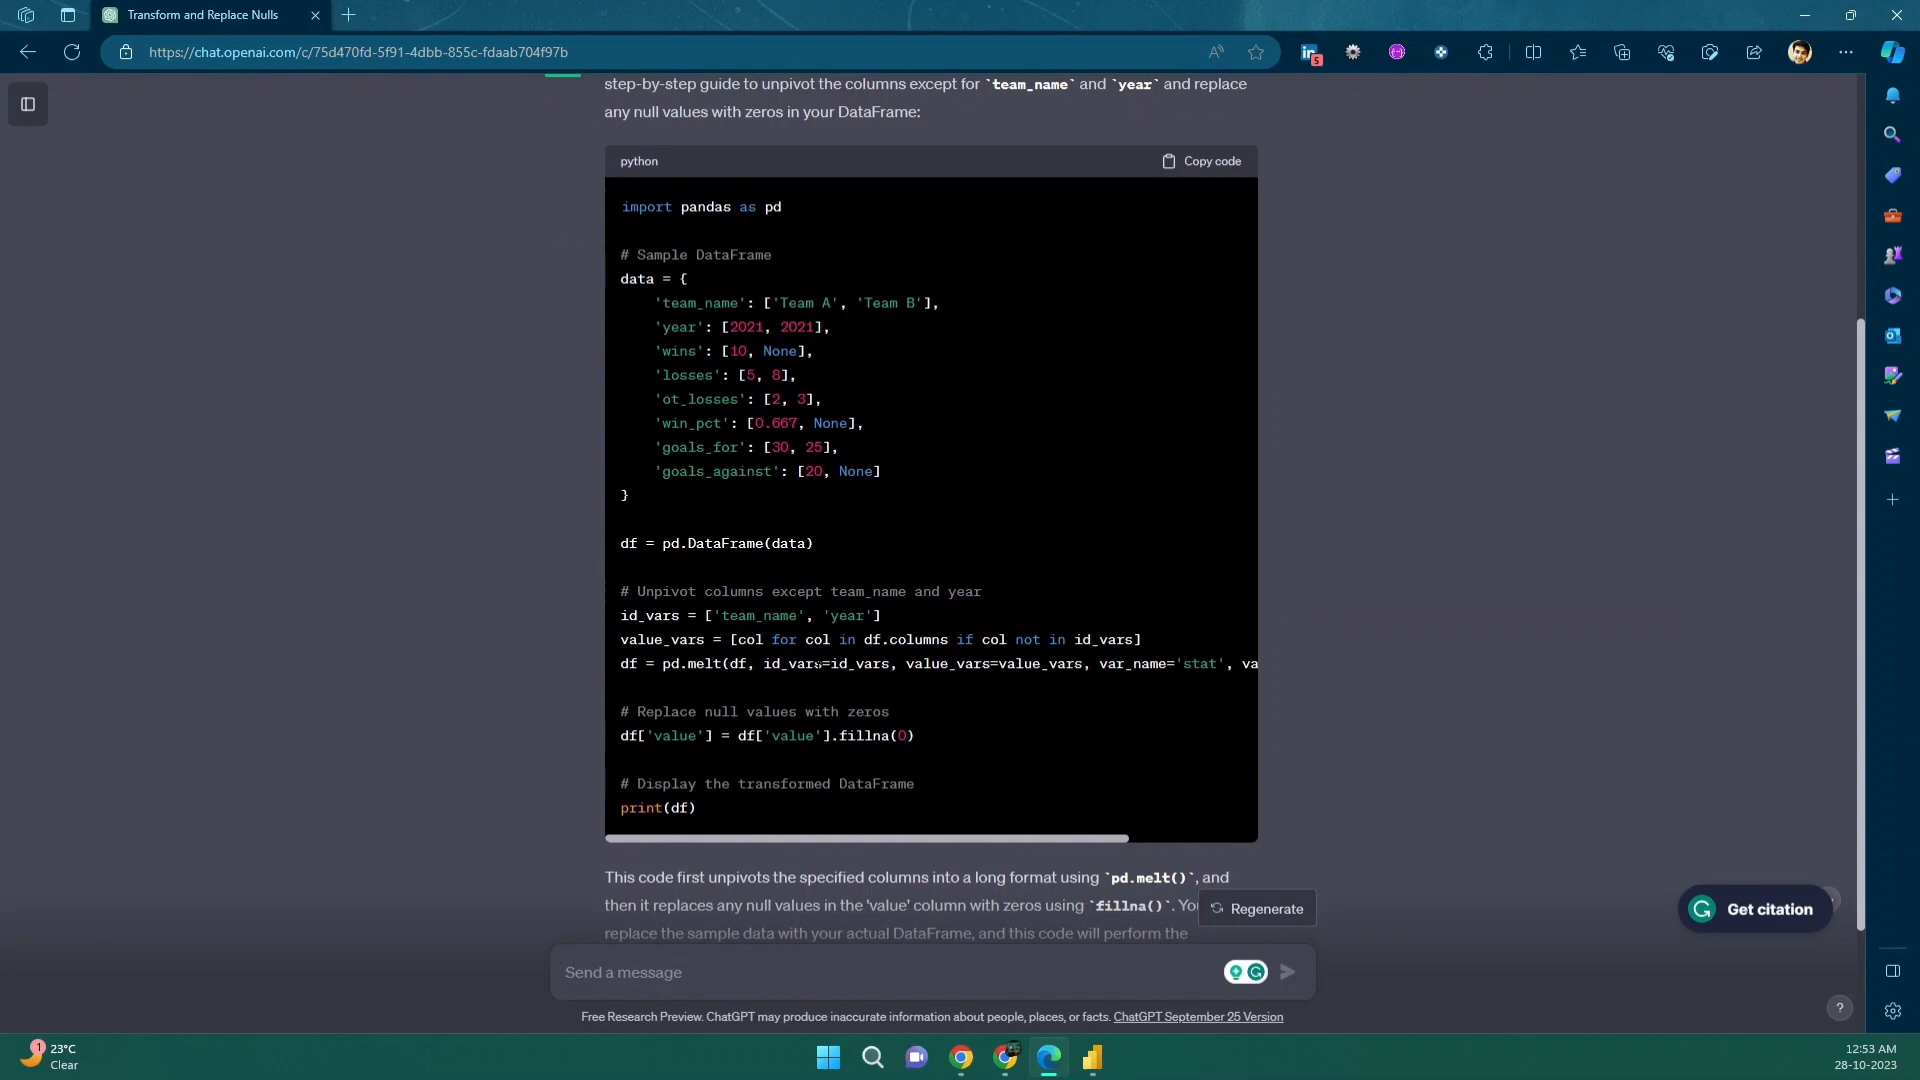 Transform and Replace Nulls
https://chat.openai.com/c/75d470fd-5f91-4dbb-855c-fdaab704f97b
5
step-by-step guide to unpivot the columns except for `team_name` and `year` and replace
any null values with zeros in your DataFrame:
python
Copy code
import pandas as pd
# Sample DataFrame
data = {
'team_name': ['Team A', 'Team B'],
'year': [2021, 2021],
'wins': [10, None],
'losses': [5, 8],
'ot_losses': [2, 3],
'win_pct': [0.667, None],
'goals_for': [30, 25],
'goals_against': [20, None]
}
df = pd.DataFrame(data)
# Unpivot columns except team_name and year
id_vars = ['team_name', 'year']
value_vars = [col for col in df.columns if col not in id_vars]
df = pd.melt(df, id_vars=id_vars, value_vars=value_vars, var_name='stat', va
# Replace null values with zeros
df['value'] = df['value'].fillna(0)
# Display the transformed DataFrame
print(df)
This code first unpivots the specified columns into a long format using `pd.melt()`, and
then it replaces any null values in the 'value' column with zeros using `fillna()`. You
replace the sample data with your actual DataFrame, and this code will perform the
Regenerate
Get citation
Send a message
Free Research Preview. ChatGPT may produce inaccurate information about people, places, or facts. ChatGPT September 25 Version
?
1
23°C
Clear
12:53 AM
28-10-2023